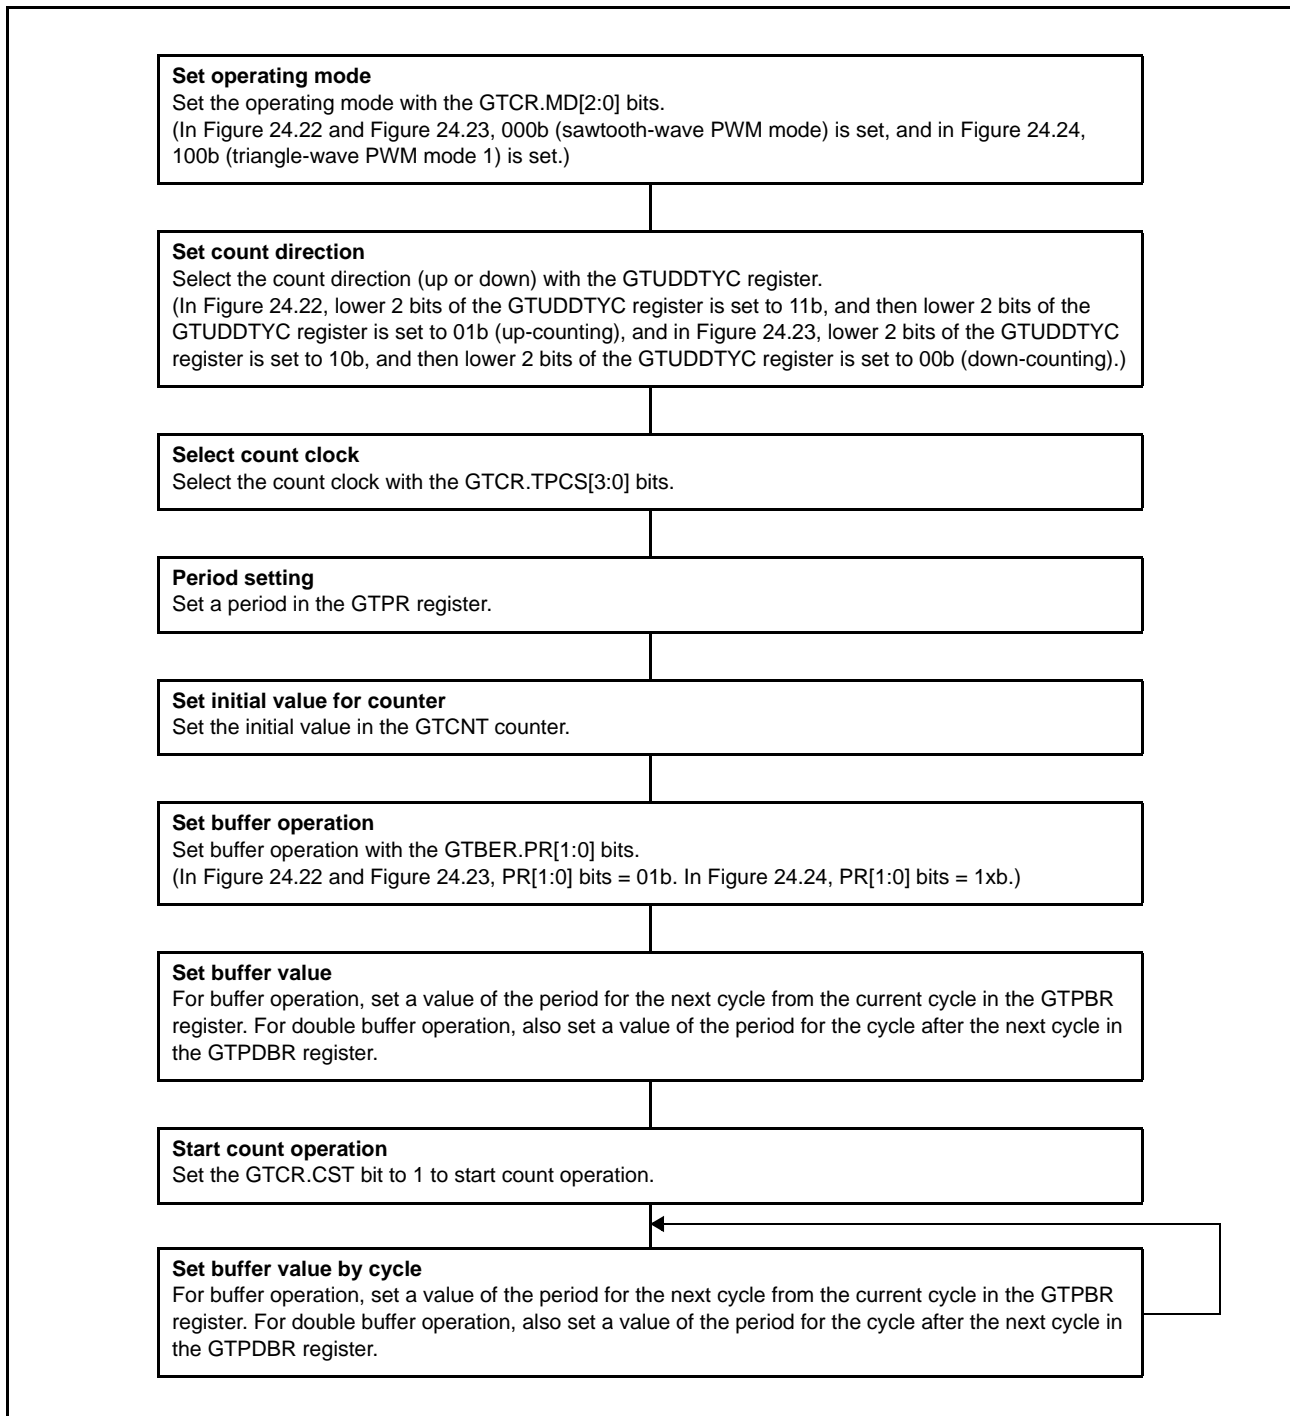 Set operating mode
Set the operating mode with the GTCR.MD[2:0] bits.
(In Figure 24.22 and Figure 24.23, 000b (sawtooth-wave PWM mode) is set, and in Figure 24.24,
100b (triangle-wave PWM mode 1) is set.)
Set count direction
Select the count direction (up or down) with the GTUDDTYC register.
(In Figure 24.22, lower 2 bits of the GTUDDTYC register is set to 11b, and then lower 2 bits of the
GTUDDTYC register is set to 01b (up-counting), and in Figure 24.23, lower 2 bits of the GTUDDTYC
register is set to 10b, and then lower 2 bits of the GTUDDTYC register is set to 00b (down-counting).)
Select count clock
Select the count clock with the GTCR.TPCS[3:0] bits.
Period setting
Set a period in the GTPR register.
Set initial value for counter
Set the initial value in the GTCNT counter.
Set buffer operation
Set buffer operation with the GTBER.PR[1:0] bits.
(In Figure 24.22 and Figure 24.23, PR[1:0] bits = 01b. In Figure 24.24, PR[1:0] bits = 1xb.)
Set buffer value
For buffer operation, set a value of the period for the next cycle from the current cycle in the GTPBR
register. For double buffer operation, also set a value of the period for the cycle after the next cycle in
the GTPDBR register.
Start count operation
Set the GTCR.CST bit to 1 to start count operation.
Set buffer value by cycle
For buffer operation, set a value of the period for the next cycle from the current cycle in the GTPBR
register. For double buffer operation, also set a value of the period for the cycle after the next cycle in
the GTPDBR register.